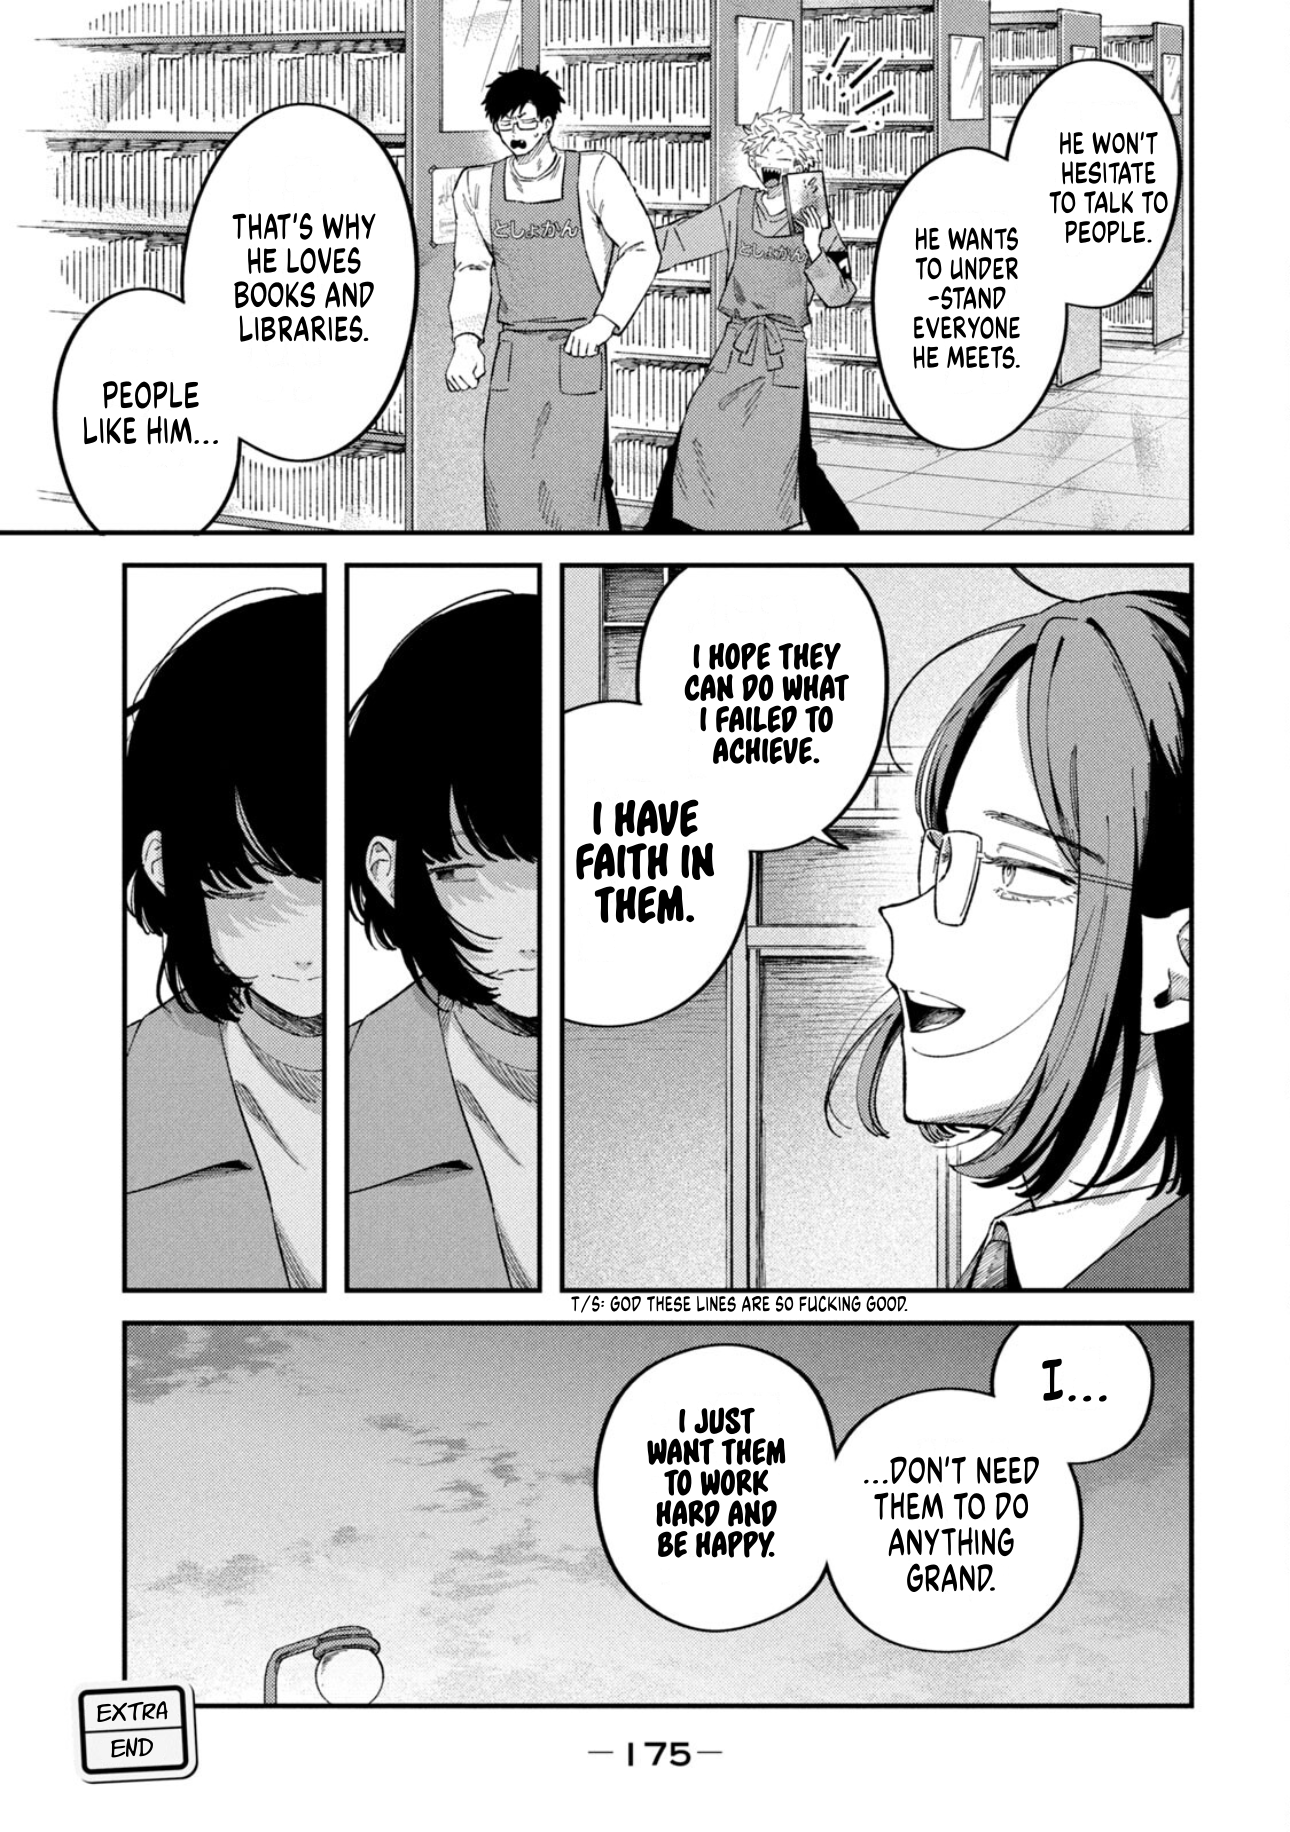 HE WON'T
HESITATE
TO TALK TO
PEOPLE.
HE WANTS
TO UNDER
-STAND
EVERYONE
HE MEETS.
としょかん
としょかん
THAT'S WHY
HE LOVES
BOOKS AND
LIBRARIES.
PEOPLE
LIKE HIM...
I HOPE THEY
CAN DO WHAT
I FAILED TO
ACHIEVE.
I HAVE
FAITH IN
THEM.
T/S: GOD THESE LINES ARE SO FUCKING GOOD.
I...
...DON'T NEED
THEM TO DO
ANYTHING
GRAND.
I JUST
WANT THEM
TO WORK
HARD AND
BE HAPPY.
EXTRA
END
—175—